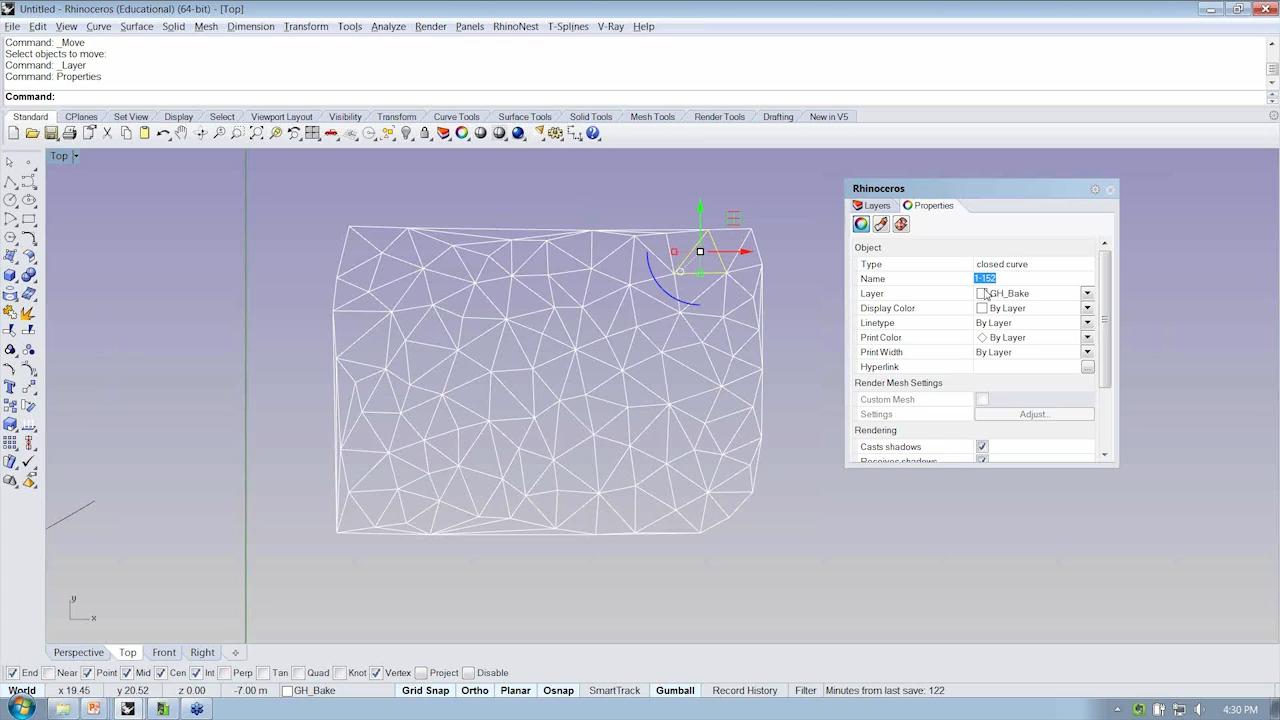 Untitled - Rhinoceros (Educational) (64-bit) - [Top]
File Edit View Curve Surface Solid Mesh Dimension Transform Tools Analyze Render Panels RhinoNest T-Splines V-Ray Help
Command: _Move
Select objects to move:
Command: _Layer
Command: Properties
Command:
Standard CPlanes Set View Display Select Viewport Layout Visibility Transform Curve Tools Surface Tools Solid Tools Mesh Tools Render Tools Drafting New in V5
Top
Rhinoceros
Layers Properties
Object
Type closed curve
Name 1-152
Layer GH_Bake
Display Color By Layer
Linetype By Layer
Print Color By Layer
Print Width By Layer
Hyperlink ...
Render Mesh Settings
Custom Mesh
Settings Adjust...
Rendering
Casts shadows
Receives shadows
y
x
Perspective Top Front Right
End Near Point Mid Cen Int Perp Tan Quad Knot Vertex Project Disable
World x 19.45 y 20.52 z 0.00 -7.00 m GH_Bake Grid Snap Ortho Planar Osnap SmartTrack Gumball Record History Filter Minutes from last save: 122
4:30 PM